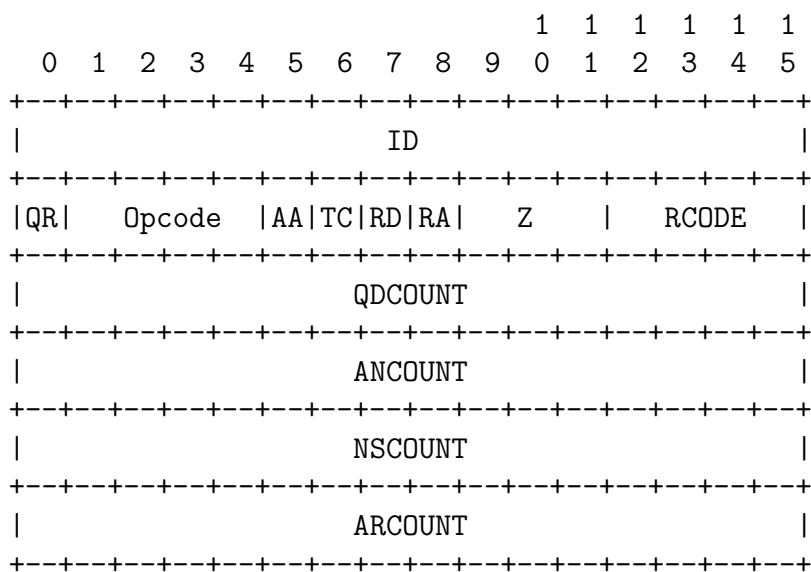 1  1  1  1  1  1
  0  1  2  3  4  5  6  7  8  9  0  1  2  3  4  5
+--+--+--+--+--+--+--+--+--+--+--+--+--+--+--+--+
|                      ID                       |
+--+--+--+--+--+--+--+--+--+--+--+--+--+--+--+--+
|QR|   Opcode  |AA|TC|RD|RA|   Z    |   RCODE   |
+--+--+--+--+--+--+--+--+--+--+--+--+--+--+--+--+
|                    QDCOUNT                    |
+--+--+--+--+--+--+--+--+--+--+--+--+--+--+--+--+
|                    ANCOUNT                    |
+--+--+--+--+--+--+--+--+--+--+--+--+--+--+--+--+
|                    NSCOUNT                    |
+--+--+--+--+--+--+--+--+--+--+--+--+--+--+--+--+
|                    ARCOUNT                    |
+--+--+--+--+--+--+--+--+--+--+--+--+--+--+--+--+